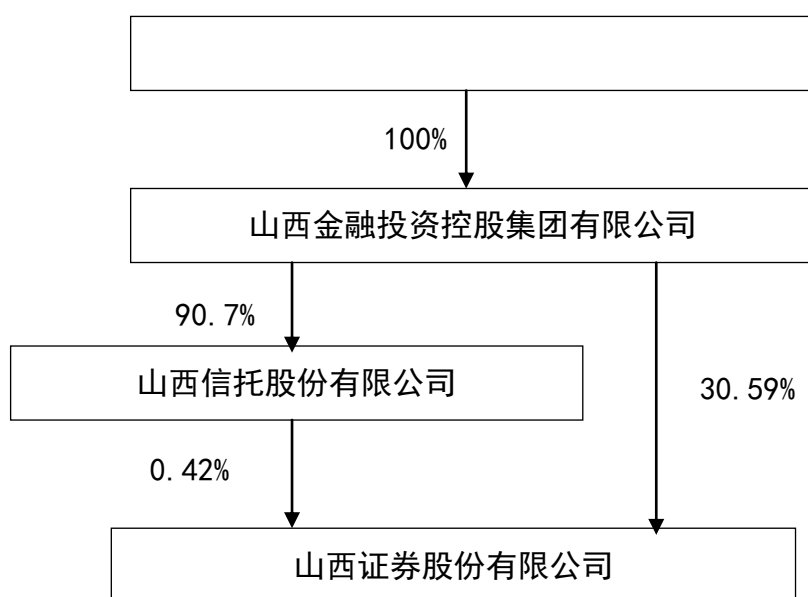 100%
山西金融投资控股集团有限公司
90.7%
山西信托股份有限公司
30.59%
0.42%
山西证券股份有限公司